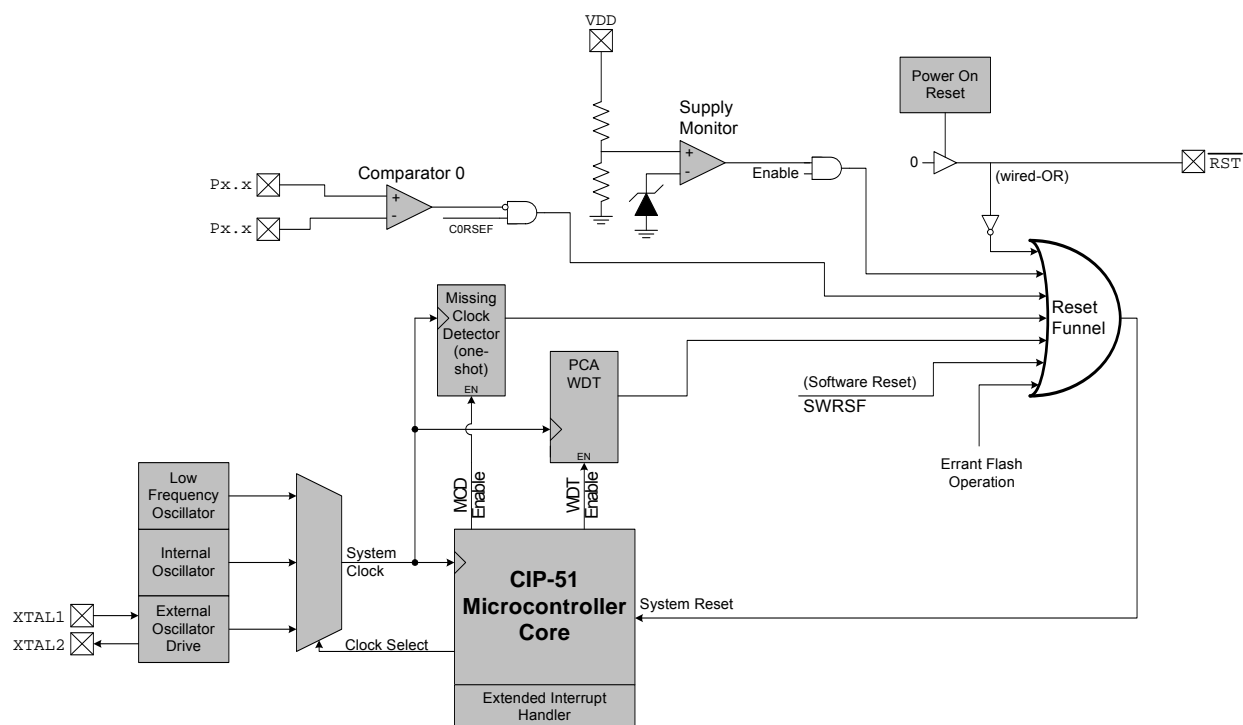 VDD
Power On
Reset
Supply
Monitor
+
-
Enable
0
(wired-OR)
RST
Comparator 0
Px.x
Px.x
+
-
C0RSEF
Missing
Clock
Detector
(one-
shot)
EN
PCA
WDT
EN
Reset
Funnel
(Software Reset)
SWRSF
Errant Flash
Operation
MCD
Enable
WDT
Enable
Low
Frequency
Oscillator
Internal
Oscillator
External
Oscillator
Drive
XTAL1
XTAL2
System
Clock
Clock Select
CIP-51
Microcontroller
Core
System Reset
Extended Interrupt
Handler